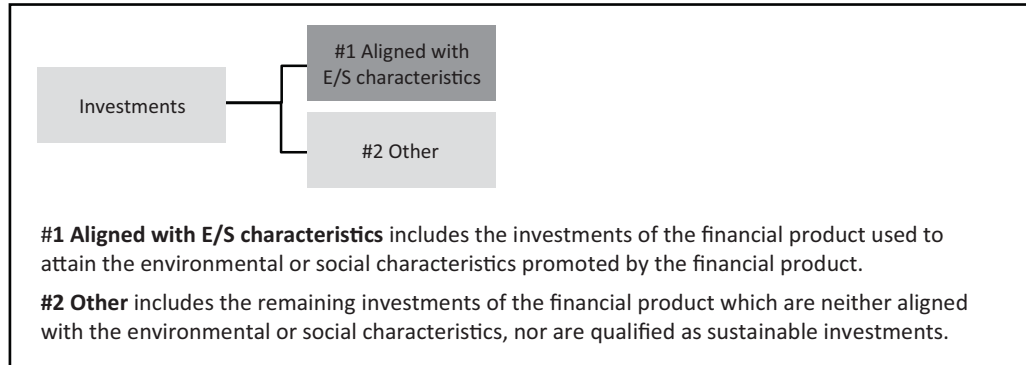 #1 Aligned with
E/S characteristics
Investments
#2 Other
#1 Aligned with E/S characteristics includes the investments of the financial product used to
attain the environmental or social characteristics promoted by the financial product.
#2 Other includes the remaining investments of the financial product which are neither aligned
with the environmental or social characteristics, nor are qualified as sustainable investments.